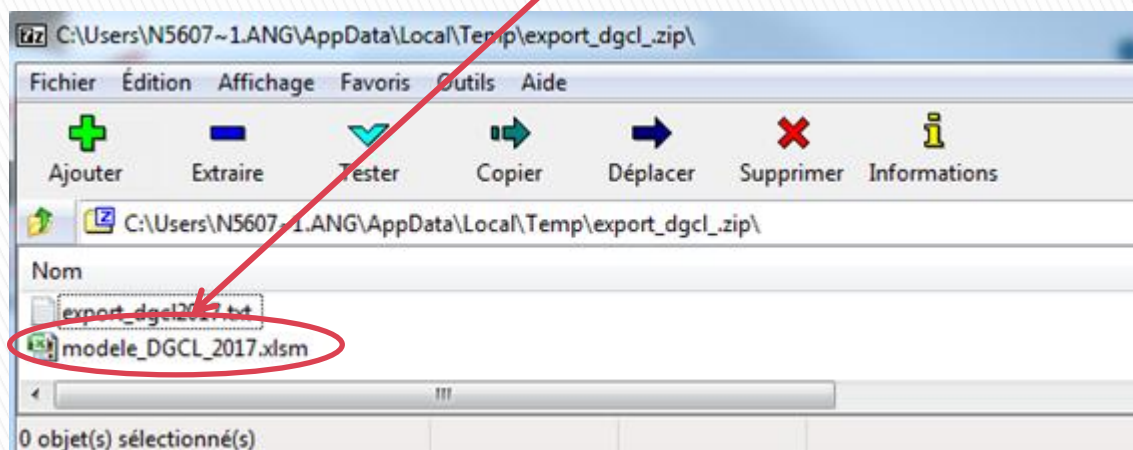 7z C:\Users\N5607~1.ANG\AppData\Local\Temp\export_dgcl_.zip\
Fichier Édition Affichage Favoris Outils Aide
Ajouter Extraire Tester Copier Déplacer Supprimer Informations
C:\Users\N5607~1.ANG\AppData\Local\Temp\export_dgcl_.zip\
Nom
export_dgcl2017.txt
modele_DGCL_2017.xlsm
0 objet(s) sélectionné(s)